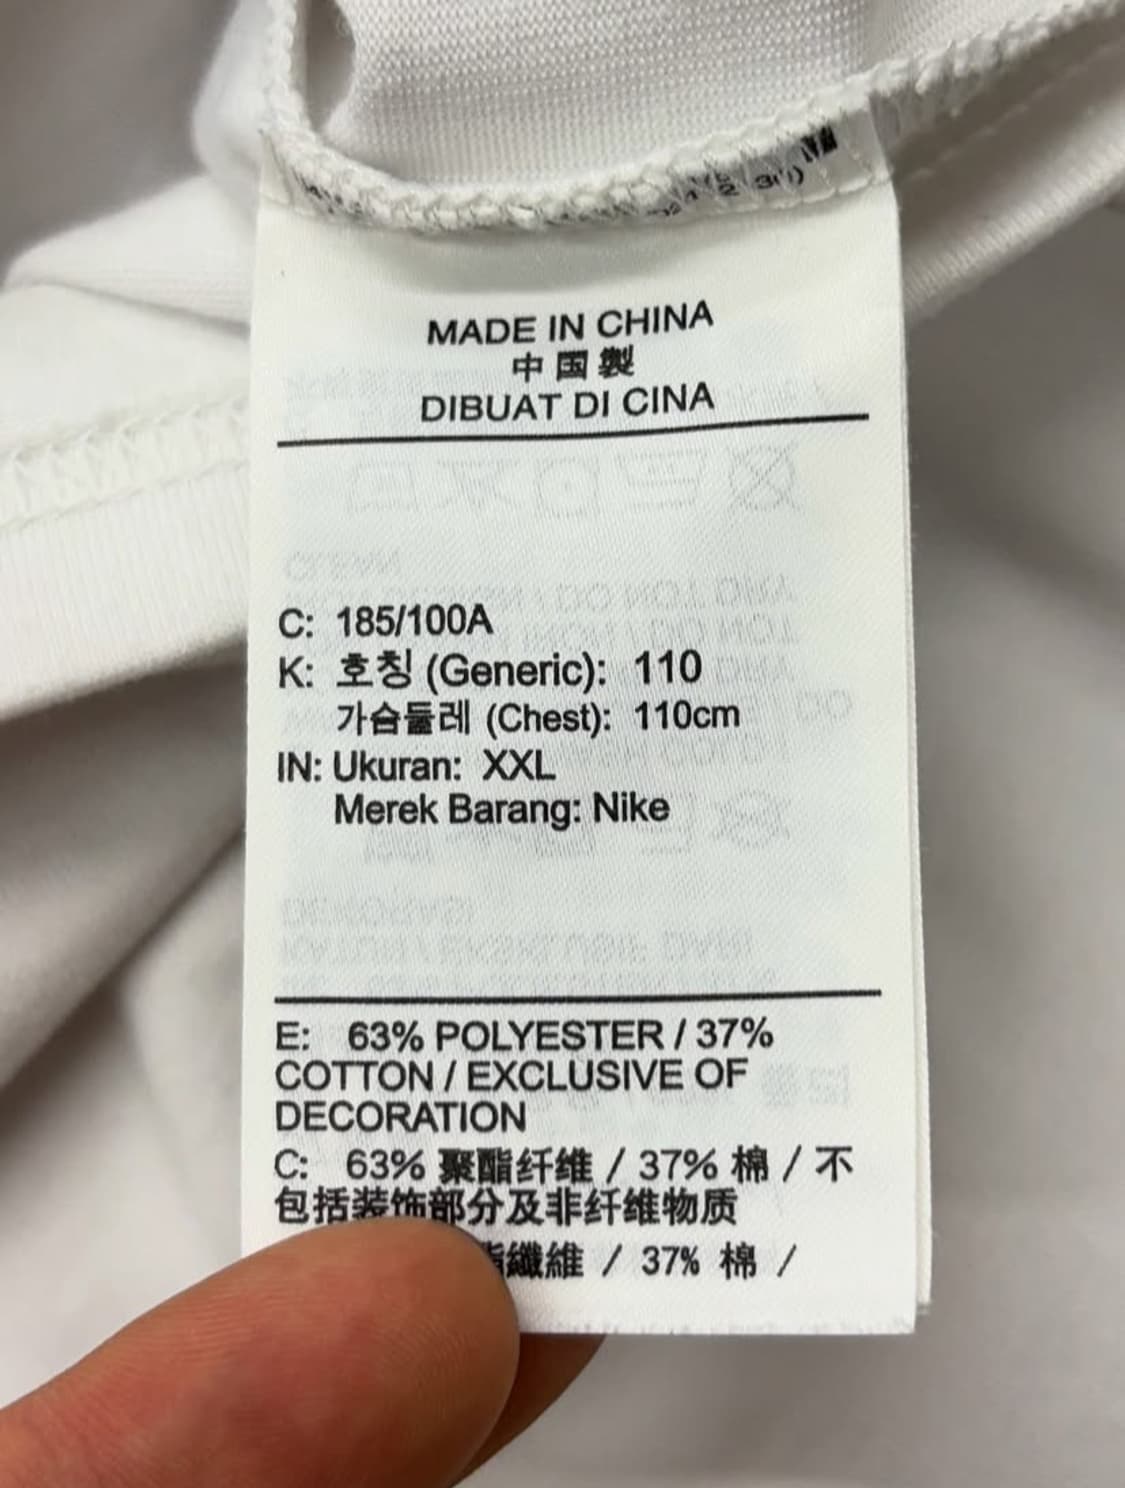 MADE IN CHINA
中国製
DIBUAT DI CINA
C: 185/100A
K: 호칭 (Generic): 110
가슴둘레 (Chest): 110cm
IN: Ukuran: XXL
Merek Barang: Nike
E: 63% POLYESTER / 37%
COTTON / EXCLUSIVE OF
DECORATION
C: 63% 聚酯纤维 / 37% 棉 / 不
包括装饰部分及非纤维物质
纖維 / 37% 棉 /